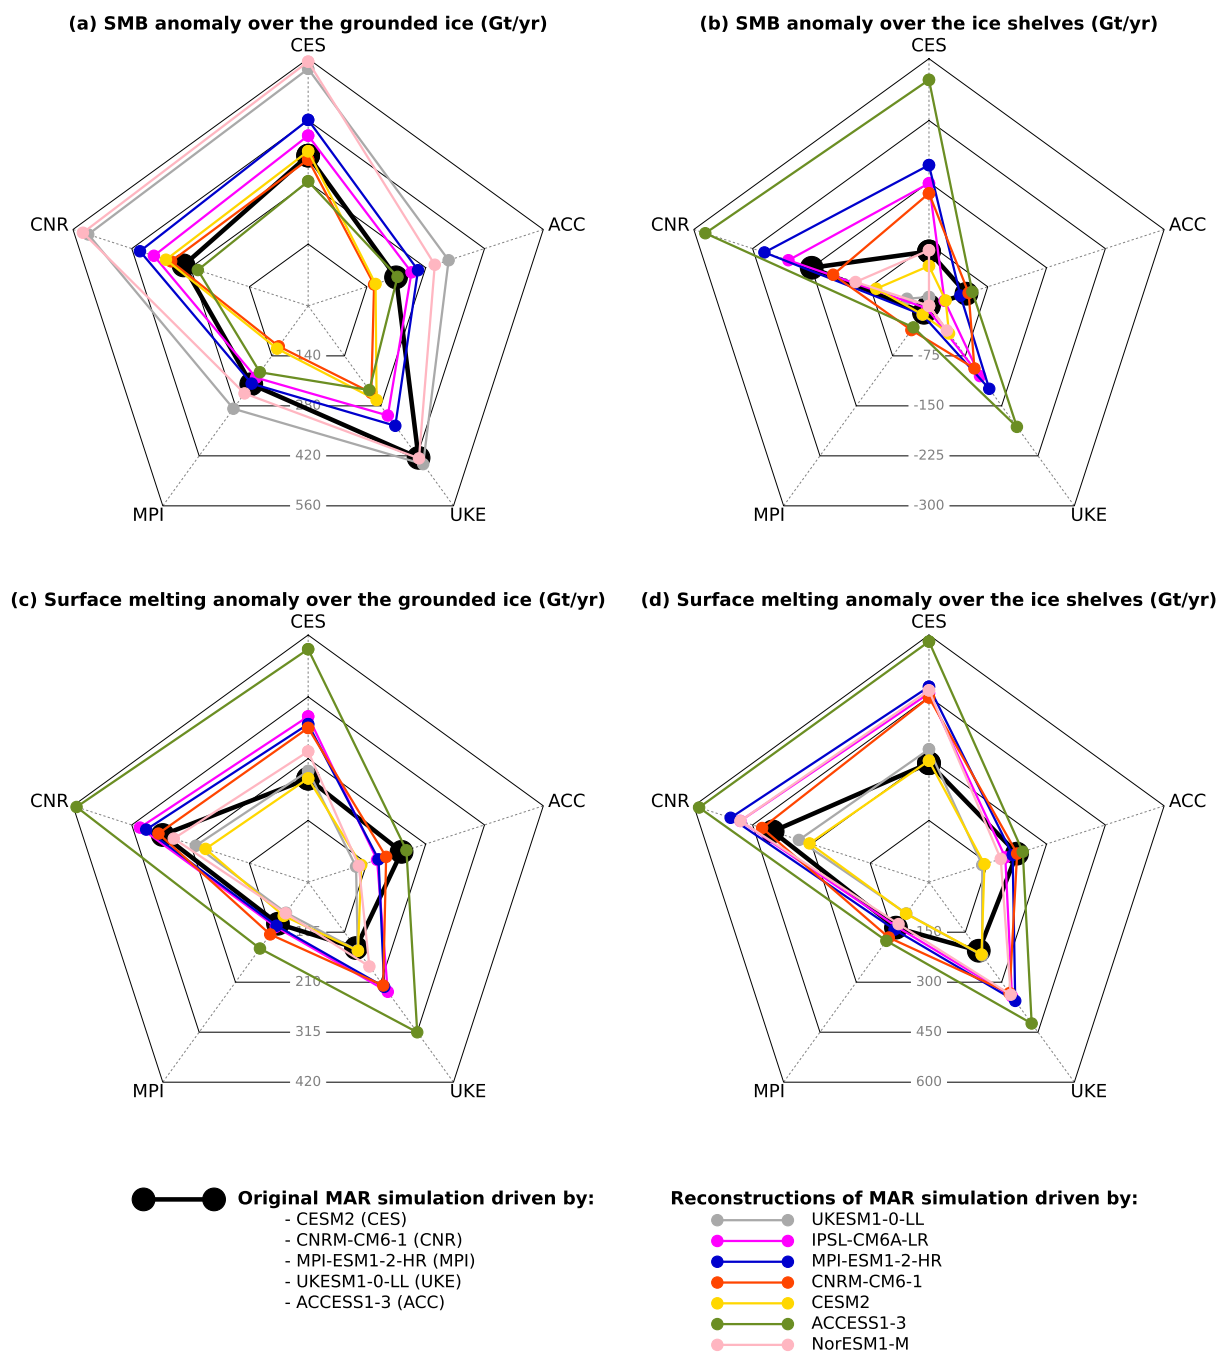 (a) SMB anomaly over the grounded ice (Gt/yr)
CES
CNR
ACC
140
420
MPI
560
UKE
(b) SMB anomaly over the ice shelves (Gt/yr)
CES
CNR
ACC
-75
-150
-225
MPI
-300
UKE
(c) Surface melting anomaly over the grounded ice (Gt/yr)
CES
CNR
ACC
210
315
MPI
420
UKE
(d) Surface melting anomaly over the ice shelves (Gt/yr)
CES
CNR
ACC
150
300
450
MPI
600
UKE
Original MAR simulation driven by:
- CESM2 (CES)
- CNRM-CM6-1 (CNR)
- MPI-ESM1-2-HR (MPI)
- UKESM1-0-LL (UKE)
- ACCESS1-3 (ACC)
Reconstructions of MAR simulation driven by:
UKESM1-0-LL
IPSL-CM6A-LR
MPI-ESM1-2-HR
CNRM-CM6-1
CESM2
ACCESS1-3
NorESM1-M